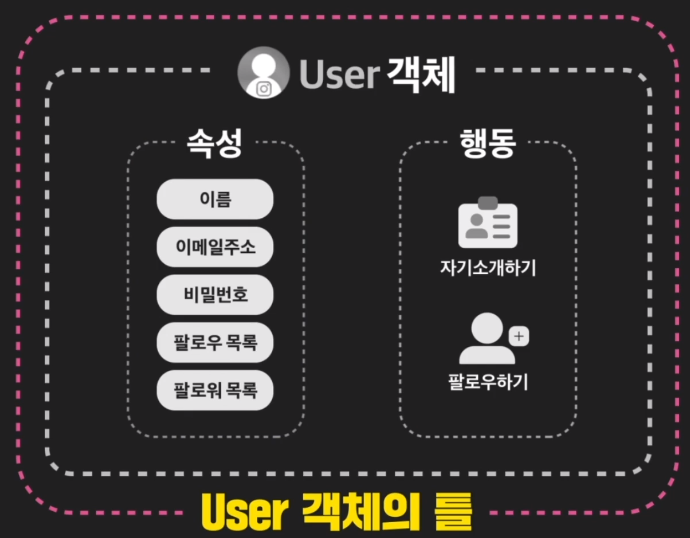 User 객체
속성
이름
이메일주소
비밀번호
팔로우 목록
팔로워 목록
행동
자기소개하기
팔로우하기
User 객체의 틀